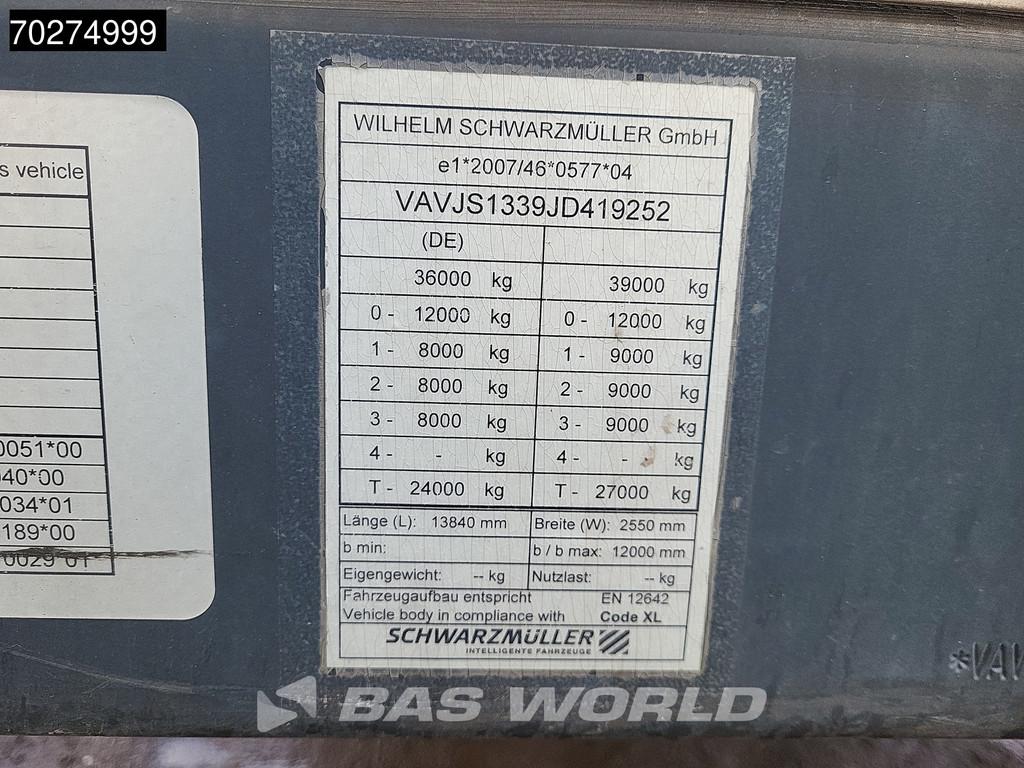 70274999
s vehicle
0051*00
040*00
034*01
189*00
0029*01
WILHELM SCHWARZMÜLLER GmbH
e1*2007/46*0577*04
VAVJS1339JD419252
(DE)
36000 kg 39000 kg
0- 12000 kg 0- 12000 kg
1- 8000 kg 1- 9000 kg
2- 8000 kg 2- 9000 kg
3- 8000 kg 3- 9000 kg
4- - kg 4- - kg
T- 24000 kg T- 27000 kg
Länge (L): 13840 mm Breite (W): 2550 mm
b min: b / b max: 12000 mm
Eigengewicht: -- kg Nutzlast: -- kg
Fahrzeugaufbau entspricht EN 12642
Vehicle body in compliance with Code XL
SCHWARZMÜLLER
INTELLIGENTE FAHRZEUGE
*VAV
BAS WORLD